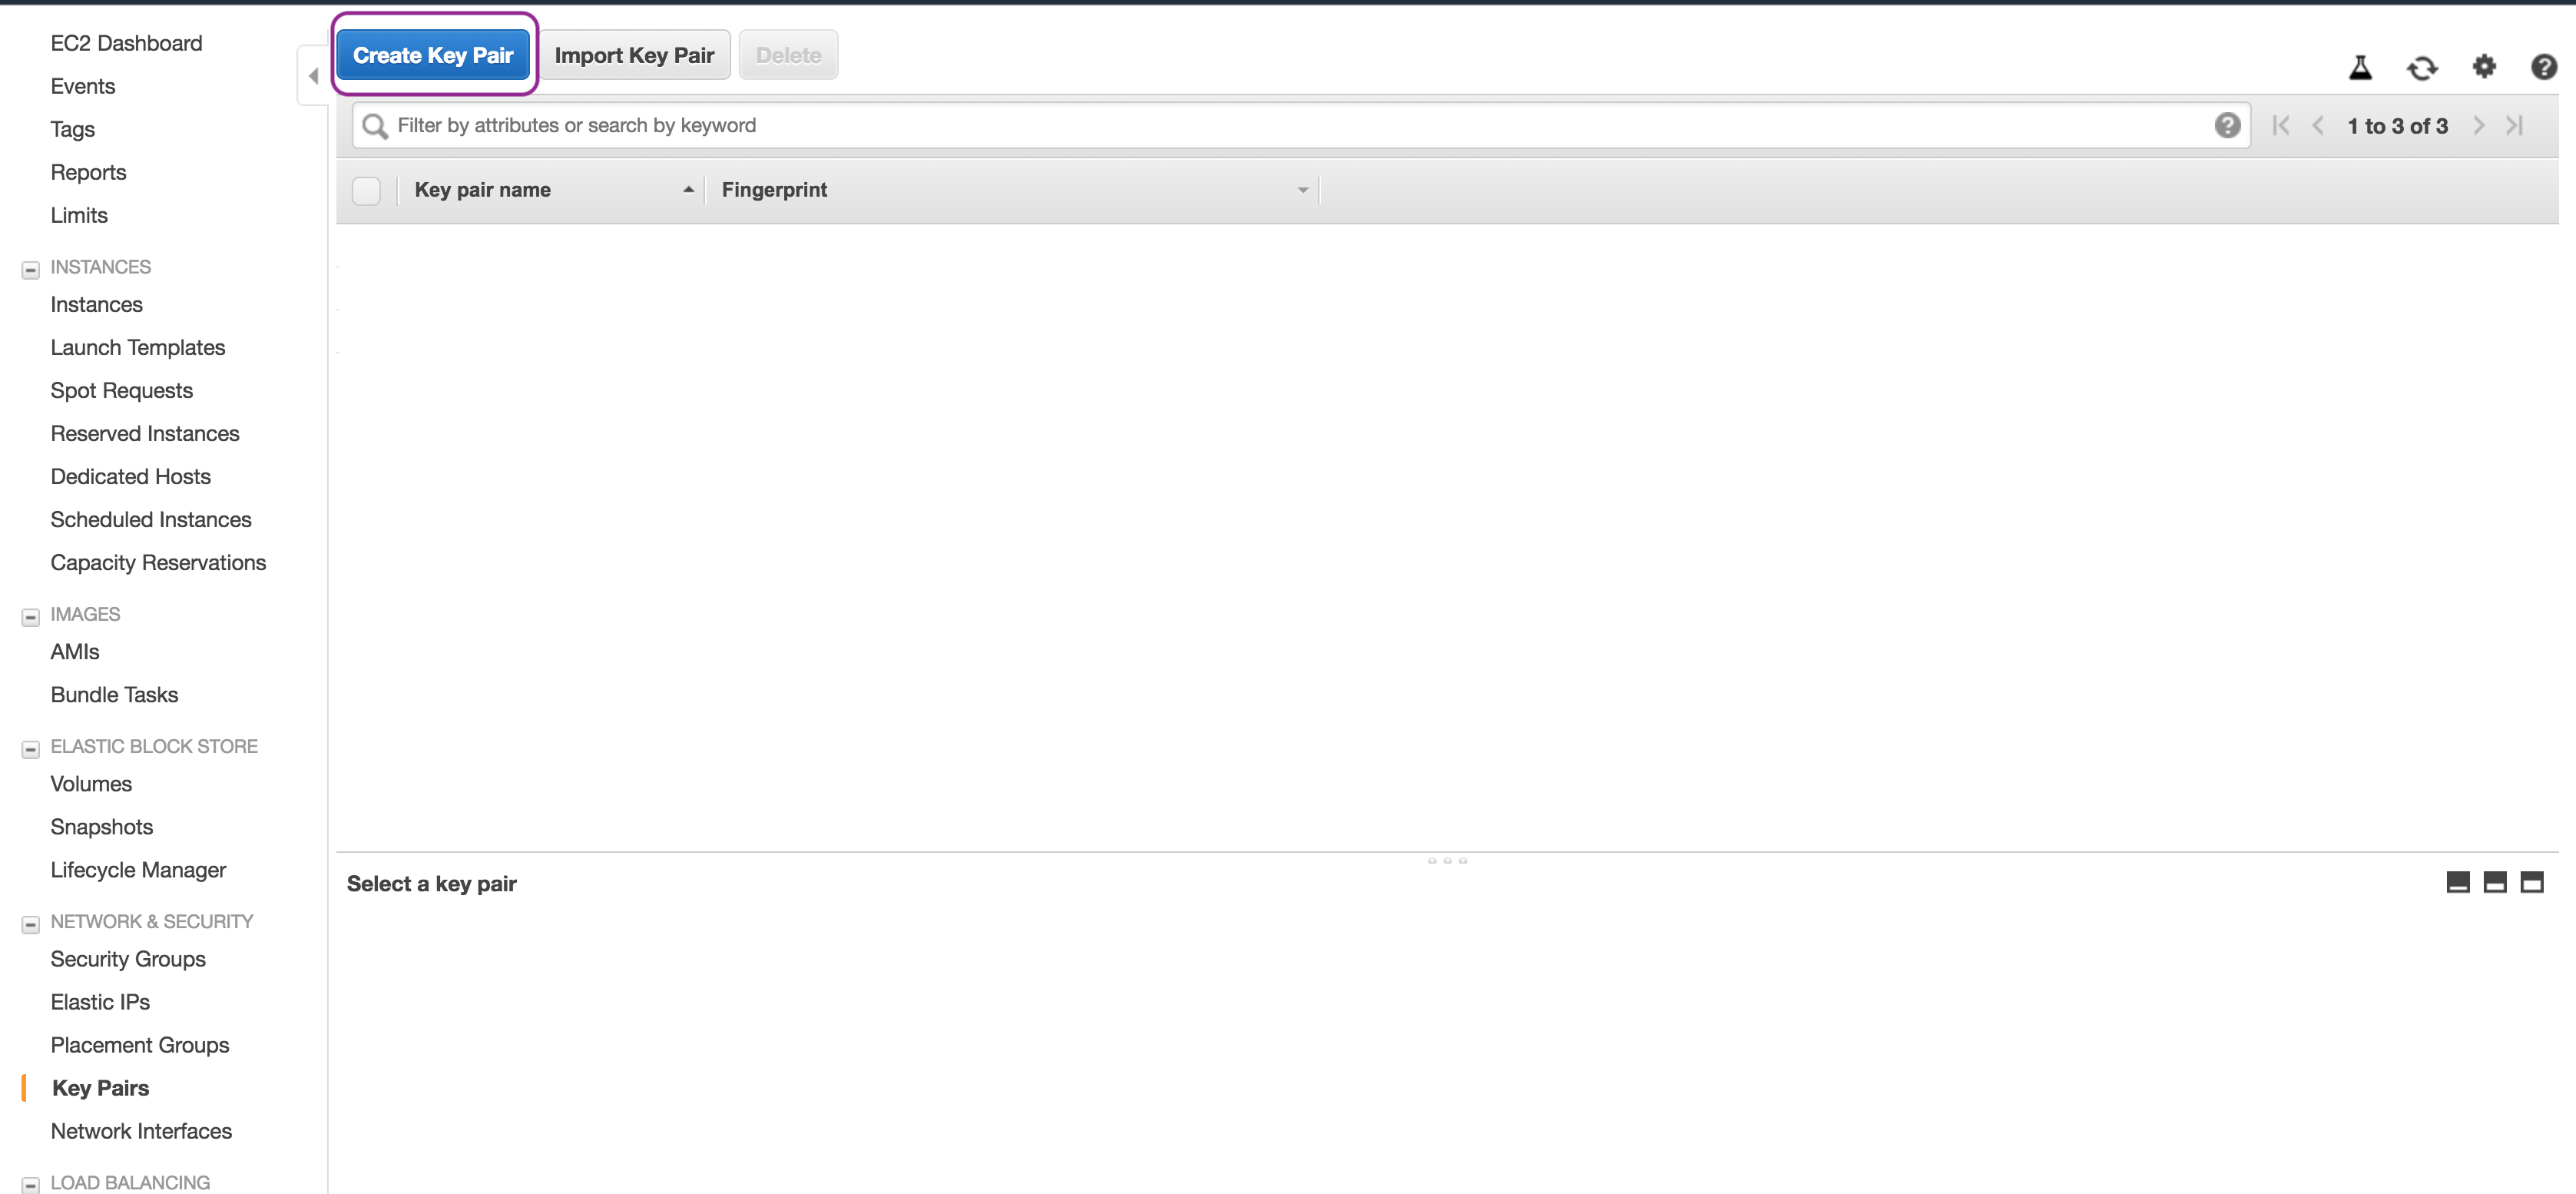 EC2 Dashboard
Events
Tags
Reports
Limits
INSTANCES
Instances
Launch Templates
Spot Requests
Reserved Instances
Dedicated Hosts
Scheduled Instances
Capacity Reservations
IMAGES
AMIs
Bundle Tasks
ELASTIC BLOCK STORE
Volumes
Snapshots
Lifecycle Manager
NETWORK & SECURITY
Security Groups
Elastic IPs
Placement Groups
Key Pairs
Network Interfaces
LOAD BALANCING
Create Key Pair Import Key Pair Delete
Filter by attributes or search by keyword 1 to 3 of 3
Key pair name Fingerprint
Select a key pair